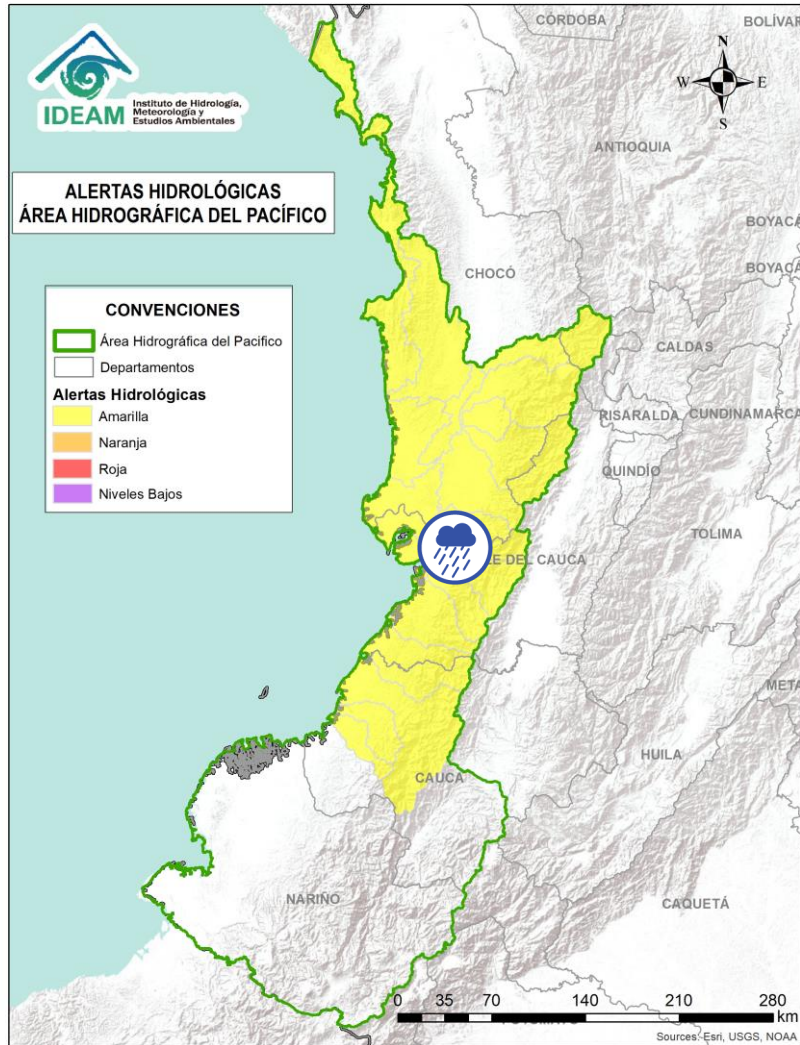 IDEAM
Instituto de Hidrología,
Meteorología y
Estudios Ambientales
ALERTAS HIDROLÓGICAS
ÁREA HIDROGRÁFICA DEL PACÍFICO
CONVENCIONES
Área Hidrográfica del Pacifico
Departamentos
Alertas Hidrológicas
Amarilla
Naranja
Roja
Niveles Bajos
CÓRDOBA
BOLÍVAR
N
W
E
S
ANTIOQUIA
BOYACÁ
BOYACÁ
CHOCÓ
CALDAS
RISARALDA
CUNDINAMARCA
QUINDÍO
TOLIMA
LE DEL CAUCA
META
HUILA
CAUCA
NARIÑO
CAQUETÁ
0 35 70 140 210 280
km
Sources: Esri, USGS, NOAA